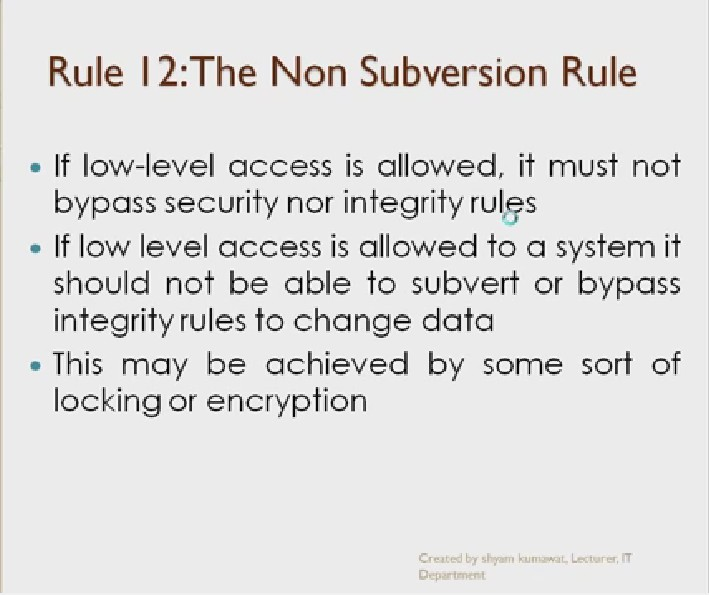 Rule 12:The Non Subversion Rule
• If low-level access is allowed, it must not
bypass security nor integrity rules
• If low level access is allowed to a system it
should not be able to subvert or bypass
integrity rules to change data
• This may be achieved by some sort of
locking or encryption
Created by shyam kumawat, Lecturer, IT
Department